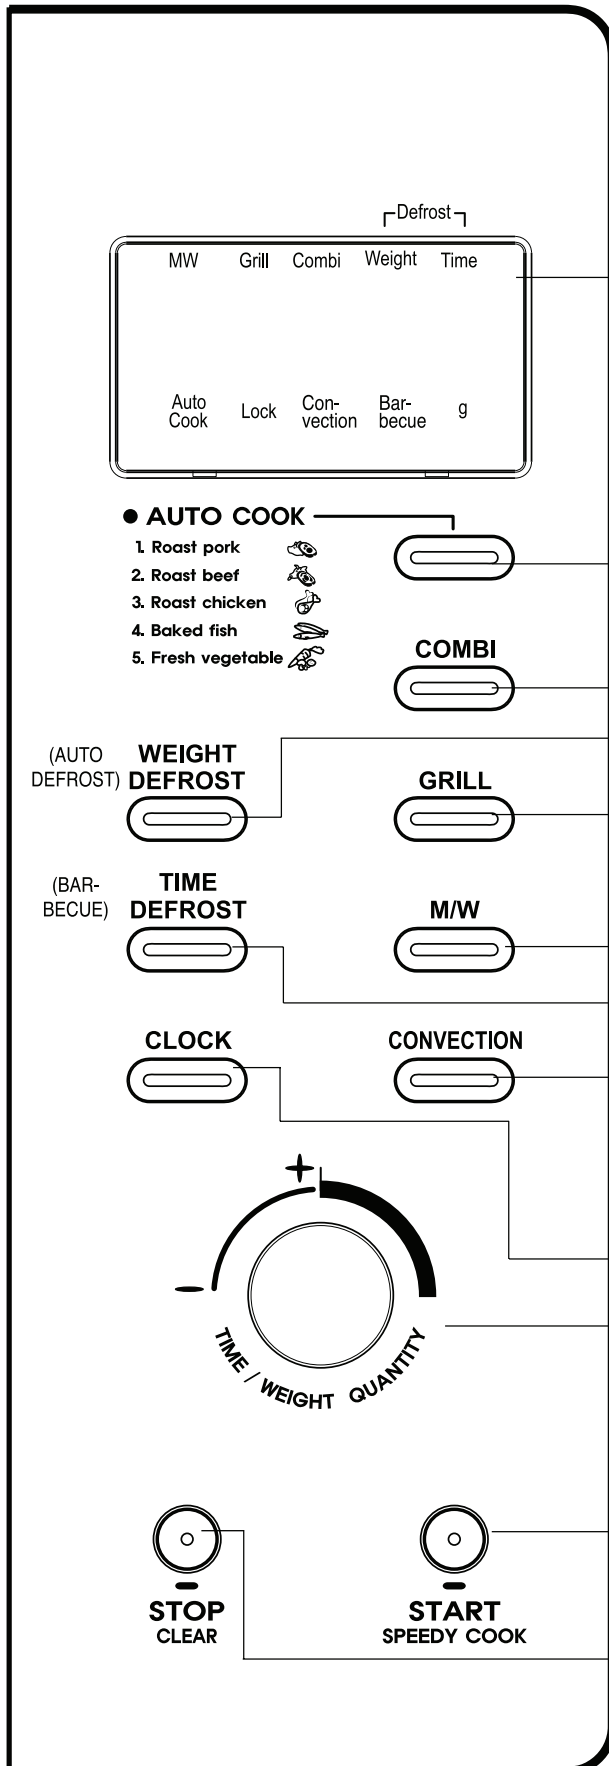 Defrost
MW Grill Combi Weight Time
Auto Cook Lock Con-vection Bar-becue g
● AUTO COOK
1. Roast pork
2. Roast beef
3. Roast chicken
4. Baked fish
5. Fresh vegetable
COMBI
(AUTO
DEFROST)
WEIGHT
DEFROST
GRILL
(BAR-
BECUE)
TIME
DEFROST
M/W
CLOCK
CONVECTION
+
-
TIME / WEIGHT QUANTITY
STOP
CLEAR
START
SPEEDY COOK